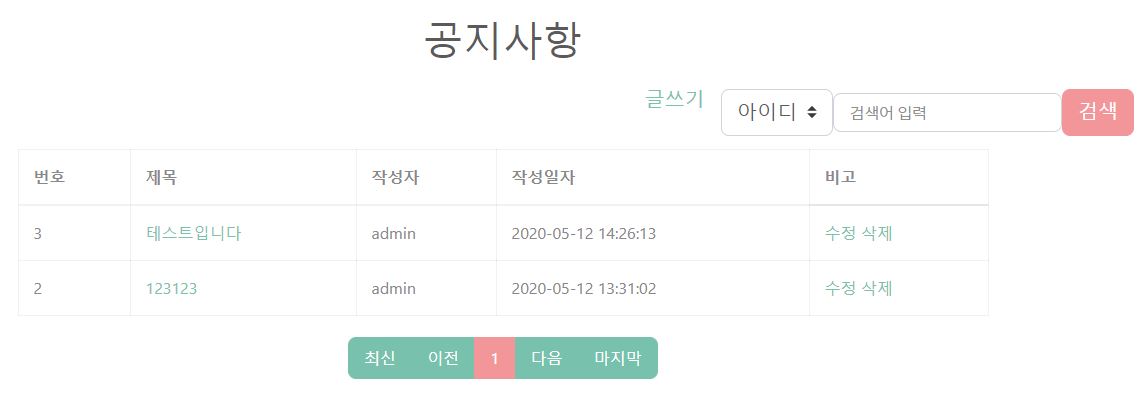 공지사항
글쓰기 아이디 검색어 입력 검색
번호 제목 작성자 작성일자 비고
3 테스트입니다 admin 2020-05-12 14:26:13 수정 삭제
2 123123 admin 2020-05-12 13:31:02 수정 삭제
최신 이전 1 다음 마지막